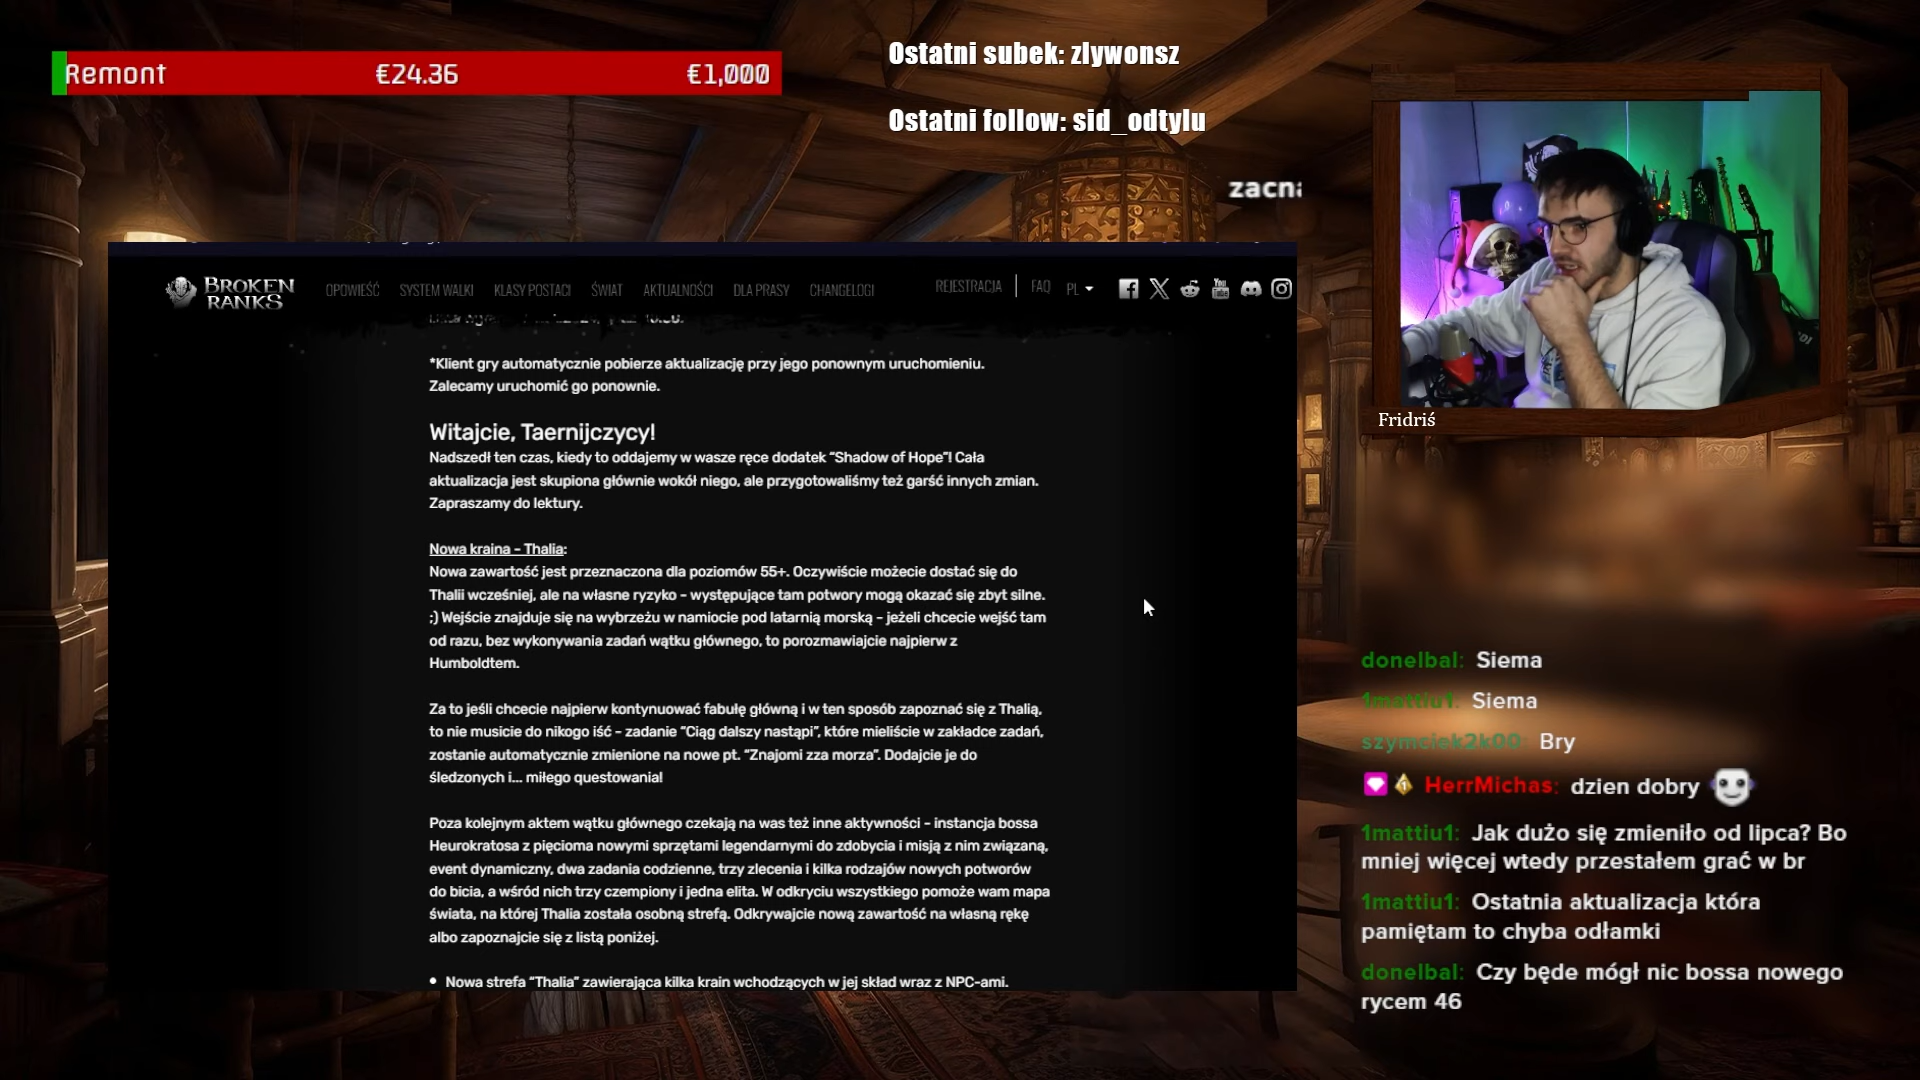 Remont €24.36 €1,000
Ostatni subek: zlywonsz
Ostatni follow: sid_odtylu
BROKEN RANKS
OPOWIEŚĆ SYSTEM WALKI KLASY POSTACI ŚWIAT AKTUALNOŚCI DLA PRASY CHANGELOGI REJESTRACJA FAQ PL
*Klient gry automatycznie pobierze aktualizację przy jego ponownym uruchomieniu.
Zalecamy uruchomić go ponownie.
Witajcie, Taernijczycy!
Nadszedł ten czas, kiedy to oddajemy w wasze ręce dodatek “Shadow of Hope”! Cała
aktualizacja jest skupiona głównie wokół niego, ale przygotowaliśmy też garść innych zmian.
Zapraszamy do lektury.
Nowa kraina - Thalia:
Nowa zawartość jest przeznaczona dla poziomów 55+. Oczywiście możecie dostać się do
Thalii wcześniej, ale na własne ryzyko - występujące tam potwory mogą okazać się zbyt silne.
;) Wejście znajduje się na wybrzeżu w namiocie pod latarnią morską - jeżeli chcecie wejść tam
od razu, bez wykonywania zadań wątku głównego, to porozmawiajcie najpierw z
Humboldtem.
Za to jeśli chcecie najpierw kontynuować fabułę główną i w ten sposób zapoznać się z Thalią,
to nie musicie do nikogo iść - zadanie “Ciąg dalszy nastąpi”, które mieliście w zakładce zadań,
zostanie automatycznie zmienione na nowe pt. “Znajomi zza morza”. Dodajcie je do
śledzonych i... miłego questowania!
Poza kolejnym aktem wątku głównego czekają na was też inne aktywności - instancja bossa
Heurokratosa z pięcioma nowymi sprzętami legendarnymi do zdobycia i misją z nim związaną,
event dynamiczny, dwa zadania codzienne, trzy zlecenia i kilka rodzajów nowych potworów
do bicia, a wśród nich trzy czempiony i jedna elita. W odkryciu wszystkiego pomoże wam mapa
świata, na której Thalia została osobną strefą. Odkrywajcie nową zawartość na własną rękę
albo zapoznajcie się z listą poniżej.
• Nowa strefa “Thalia” zawierająca kilka krain wchodzących w jej skład wraz z NPC-ami.
Fridriś
donelbal: Siema
1mattiu1: Siema
szymciek2k00: Bry
HerrMichas: dzien dobry
1mattiu1: Jak dużo się zmieniło od lipca? Bo
mniej więcej wtedy przestałem grać w br
1mattiu1: Ostatnia aktualizacja która
pamiętam to chyba odłamki
donelbal: Czy będe mógł nic bossa nowego
rycem 46